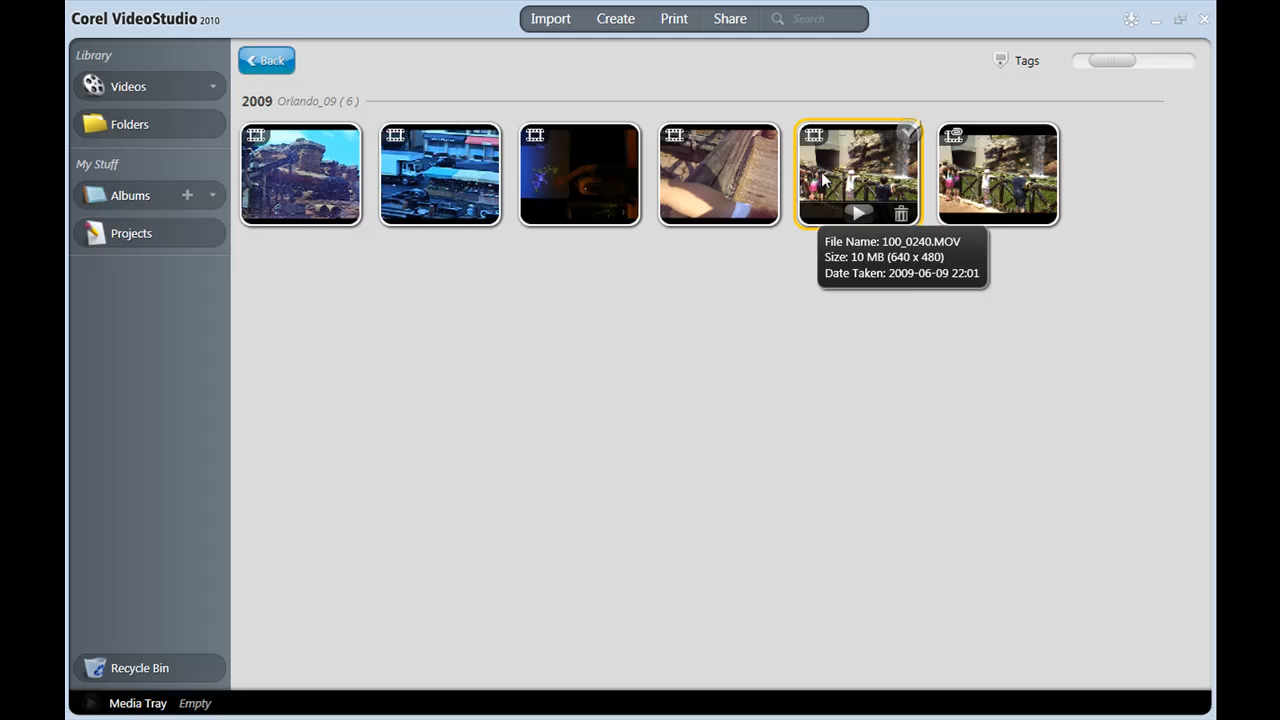 Corel VideoStudio 2010
Import
Create
Print
Share
Search
Library
Videos
Folders
My Stuff
Albums
Projects
Recycle Bin
Back
Tags
2009 Orlando_09 ( 6 )
File Name: 100_0240.MOV
Size: 10 MB (640 x 480)
Date Taken: 2009-06-09 22:01
Media Tray Empty